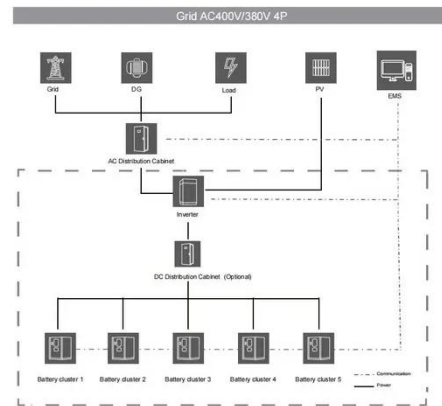 Grid AC400V/380V 4P
Grid
DG
Load
PV
EMS
AC Distribution Cabinet
Inverter
DC Distribution Cabinet (Optional)
Battery cluster 1
Battery cluster 2
Battery cluster 3
Battery cluster 4
Battery cluster 5
Communication
Power